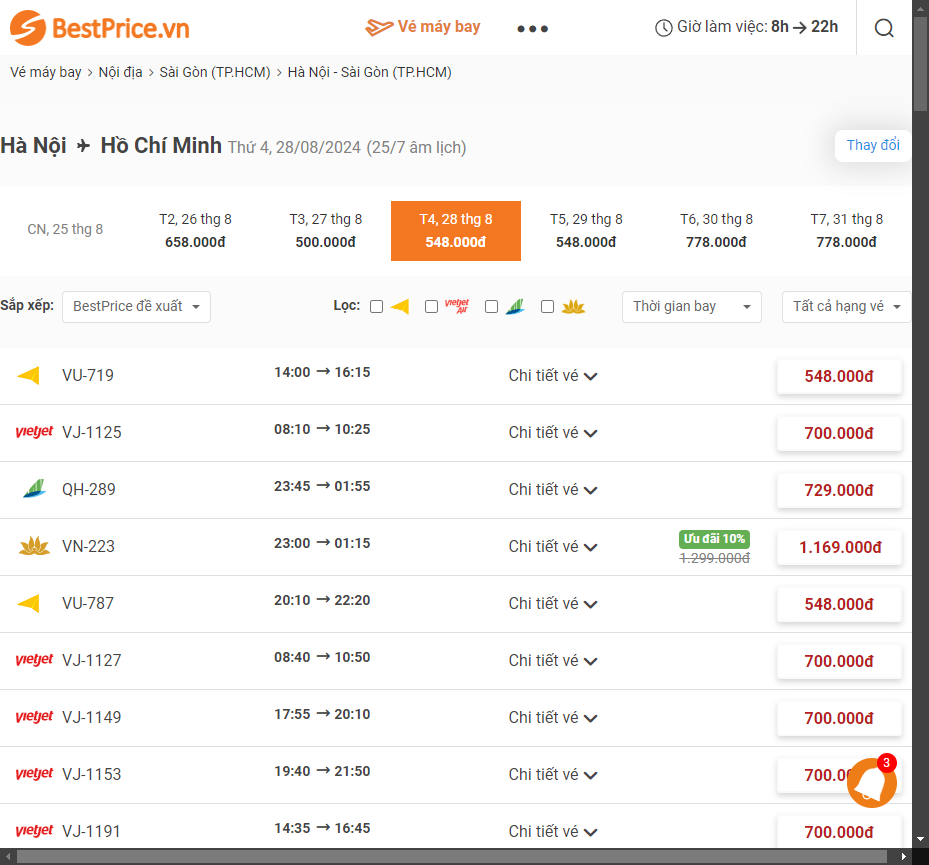 BestPrice.vn Vé máy bay Giờ làm việc: 8h → 22h
Vé máy bay > Nội địa > Sài Gòn (TP.HCM) > Hà Nội - Sài Gòn (TP.HCM)
Hà Nội ✈ Hồ Chí Minh Thứ 4, 28/08/2024 (25/7 âm lịch) Thay đổi
CN, 25 thg 8
T2, 26 thg 8
658.000đ
T3, 27 thg 8
500.000đ
T4, 28 thg 8
548.000đ
T5, 29 thg 8
548.000đ
T6, 30 thg 8
778.000đ
T7, 31 thg 8
778.000đ
Sắp xếp: BestPrice đề xuất Lọc: vietjet Air Thời gian bay Tất cả hạng vé
VU-719 14:00 → 16:15 Chi tiết vé 548.000đ
vietjet VJ-1125 08:10 → 10:25 Chi tiết vé 700.000đ
QH-289 23:45 → 01:55 Chi tiết vé 729.000đ
VN-223 23:00 → 01:15 Chi tiết vé Ưu đãi 10% 1.299.000đ 1.169.000đ
VU-787 20:10 → 22:20 Chi tiết vé 548.000đ
vietjet VJ-1127 08:40 → 10:50 Chi tiết vé 700.000đ
vietjet VJ-1149 17:55 → 20:10 Chi tiết vé 700.000đ
vietjet VJ-1153 19:40 → 21:50 Chi tiết vé 700.0 3
vietjet VJ-1191 14:35 → 16:45 Chi tiết vé 700.000đ